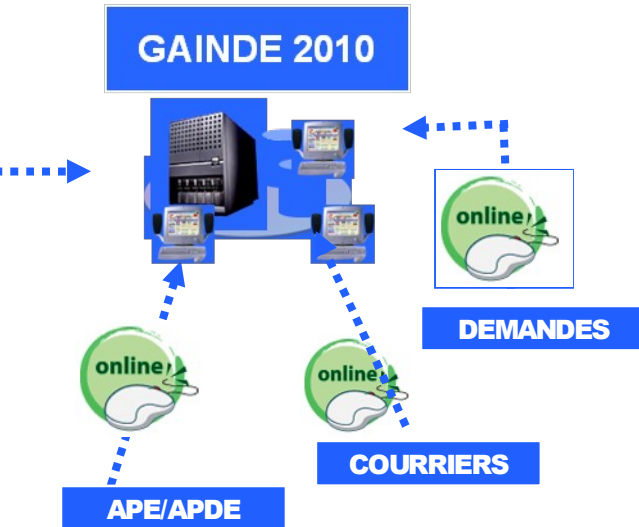 GAINDE 2010
online
DEMANDES
online
online
COURRIERS
APE/APDE